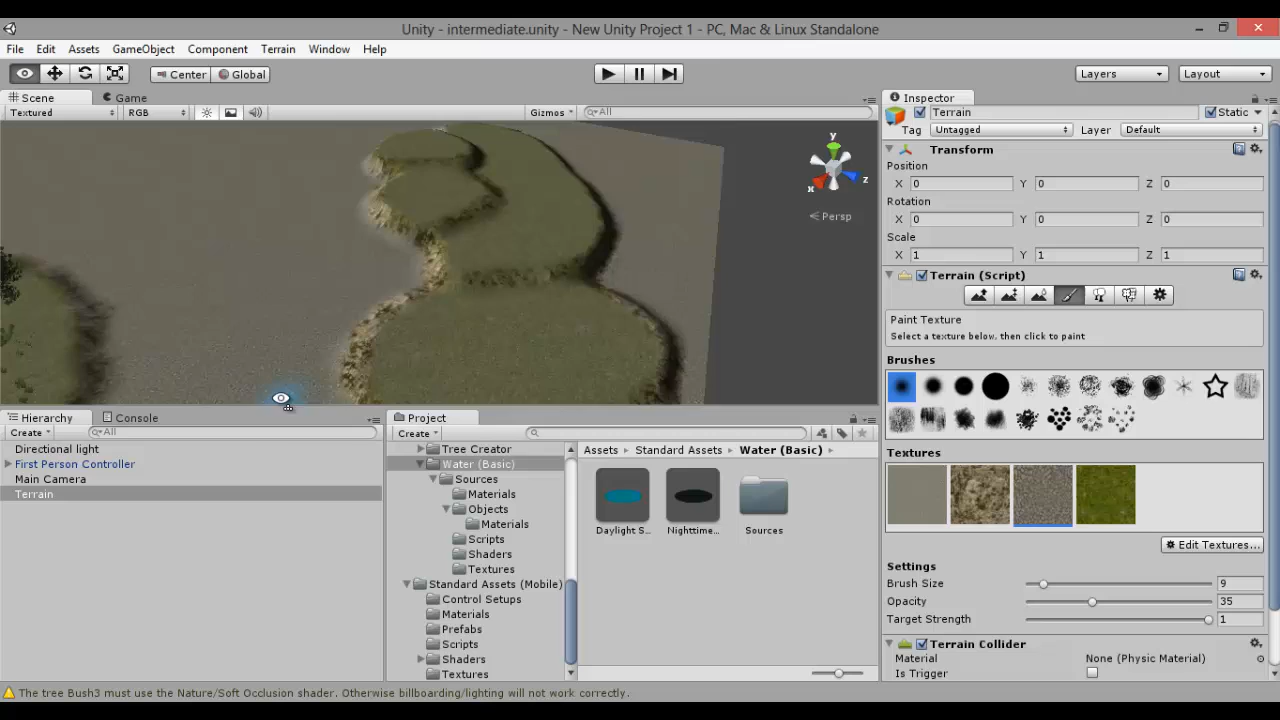 Unity - intermediate.unity - New Unity Project 1 - PC, Mac & Linux Standalone
File Edit Assets GameObject Component Terrain Window Help
Center Global Layers Layout
Scene Game
Textured RGB Gizmos All
y
x z
Persp
Inspector
Terrain Static
Tag Untagged Layer Default
Transform
Position
X 0 Y 0 Z 0
Rotation
X 0 Y 0 Z 0
Scale
X 1 Y 1 Z 1
Terrain (Script)
Paint Texture
Select a texture below, then click to paint
Brushes
Textures
Edit Textures...
Settings
Brush Size 9
Opacity 35
Target Strength 1
Terrain Collider
Material None (Physic Material)
Is Trigger
Hierarchy Console
Create All
Directional light
First Person Controller
Main Camera
Terrain
Project
Create
Tree Creator
Water (Basic)
Sources
Materials
Objects
Materials
Scripts
Shaders
Textures
Standard Assets (Mobile)
Control Setups
Materials
Prefabs
Scripts
Shaders
Textures
Assets Standard Assets Water (Basic)
Daylight S... Nighttime... Sources
The tree Bush3 must use the Nature/Soft Occlusion shader. Otherwise billboarding/lighting will not work correctly.